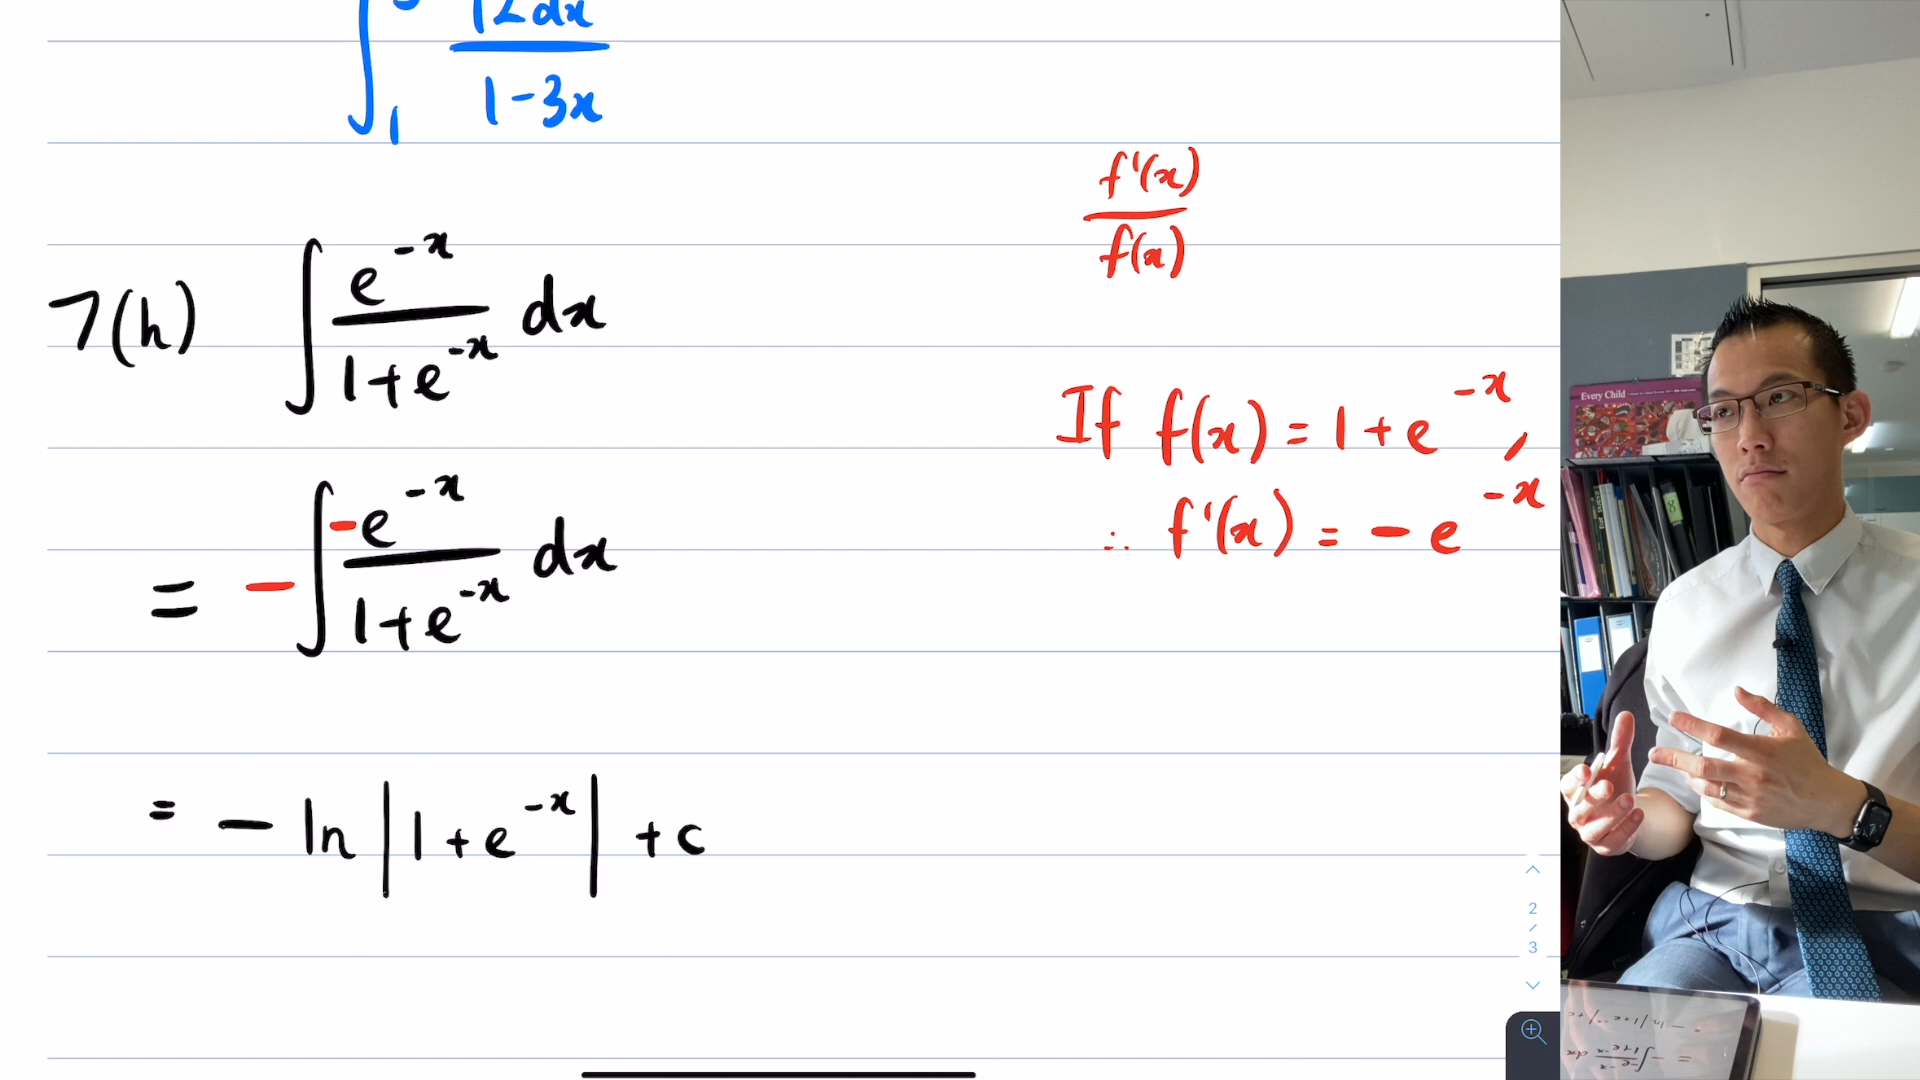 ∫₁ 12dx / 1-3x
f'(x) / f(x)
7(h) ∫ e^{-x} / 1+e^{-x} dx
If f(x) = 1+e^{-x},
∴ f'(x) = -e^{-x}
= -∫ -e^{-x} / 1+e^{-x} dx
= - ln |1+e^{-x}| + c
2
/
3
Every Child